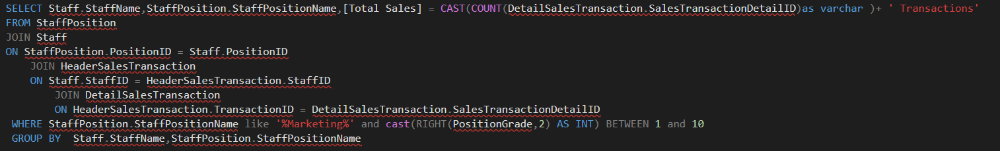 SELECT Staff.StaffName,StaffPosition.StaffPositionName,[Total Sales] = CAST(COUNT(DetailSalesTransaction.SalesTransactionDetailID)as varchar )+ ' Transactions'
FROM StaffPosition
JOIN Staff
ON StaffPosition.PositionID = Staff.PositionID
JOIN HeaderSalesTransaction
ON Staff.StaffID = HeaderSalesTransaction.StaffID
JOIN DetailSalesTransaction
ON HeaderSalesTransaction.TransactionID = DetailSalesTransaction.SalesTransactionDetailID
WHERE StaffPosition.StaffPositionName like '%Marketing%' and cast(RIGHT(PositionGrade,2) AS INT) BETWEEN 1 and 10
GROUP BY  Staff.StaffName,StaffPosition.StaffPositionName